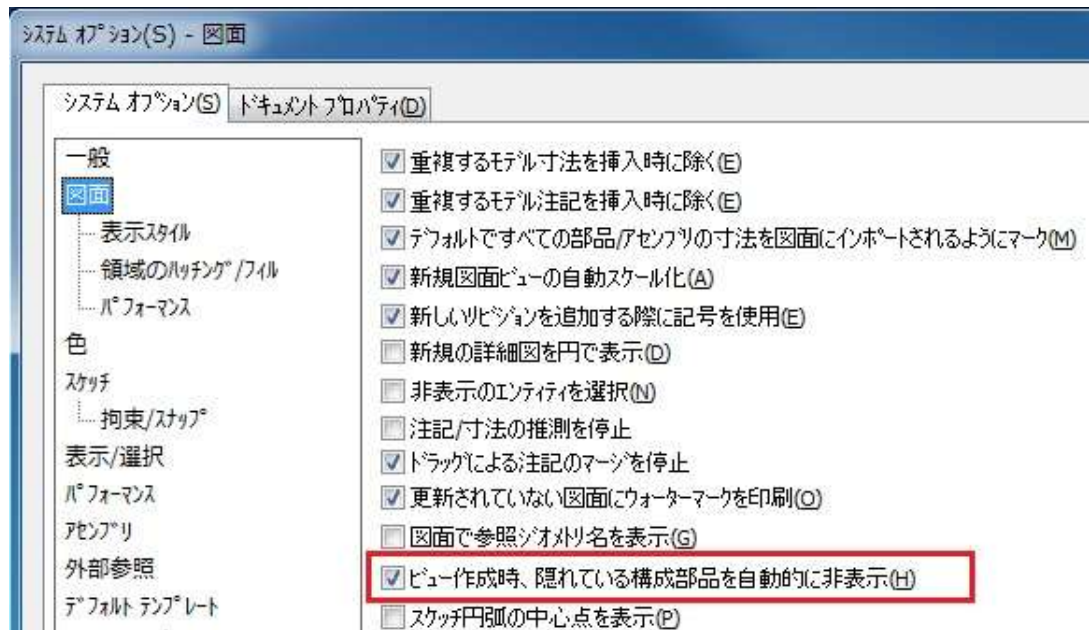 システム オプション(S) - 図面
システム オプション(S) ドキュメント プロパティ(D)
一般
図面
表示スタイル
領域のハッチング/フィル
パフォーマンス
色
スケッチ
拘束/スナップ
表示/選択
パフォーマンス
アセンブリ
外部参照
デフォルト テンプレート
重複するモデル寸法を挿入時に除く(E)
重複するモデル注記を挿入時に除く(E)
デフォルトですべての部品/アセンブリの寸法を図面にインポートされるようにマーク(M)
新規図面ビューの自動スケール化(A)
新しいリビジョンを追加する際に記号を使用(E)
新規の詳細図を円で表示(D)
非表示のエンティティを選択(N)
注記/寸法の推測を停止
ドラッグによる注記のマージを停止
更新されていない図面にウォーターマークを印刷(O)
図面で参照ジオメトリ名を表示(G)
ビュー作成時、隠れている構成部品を自動的に非表示(H)
スケッチ円弧の中心点を表示(P)